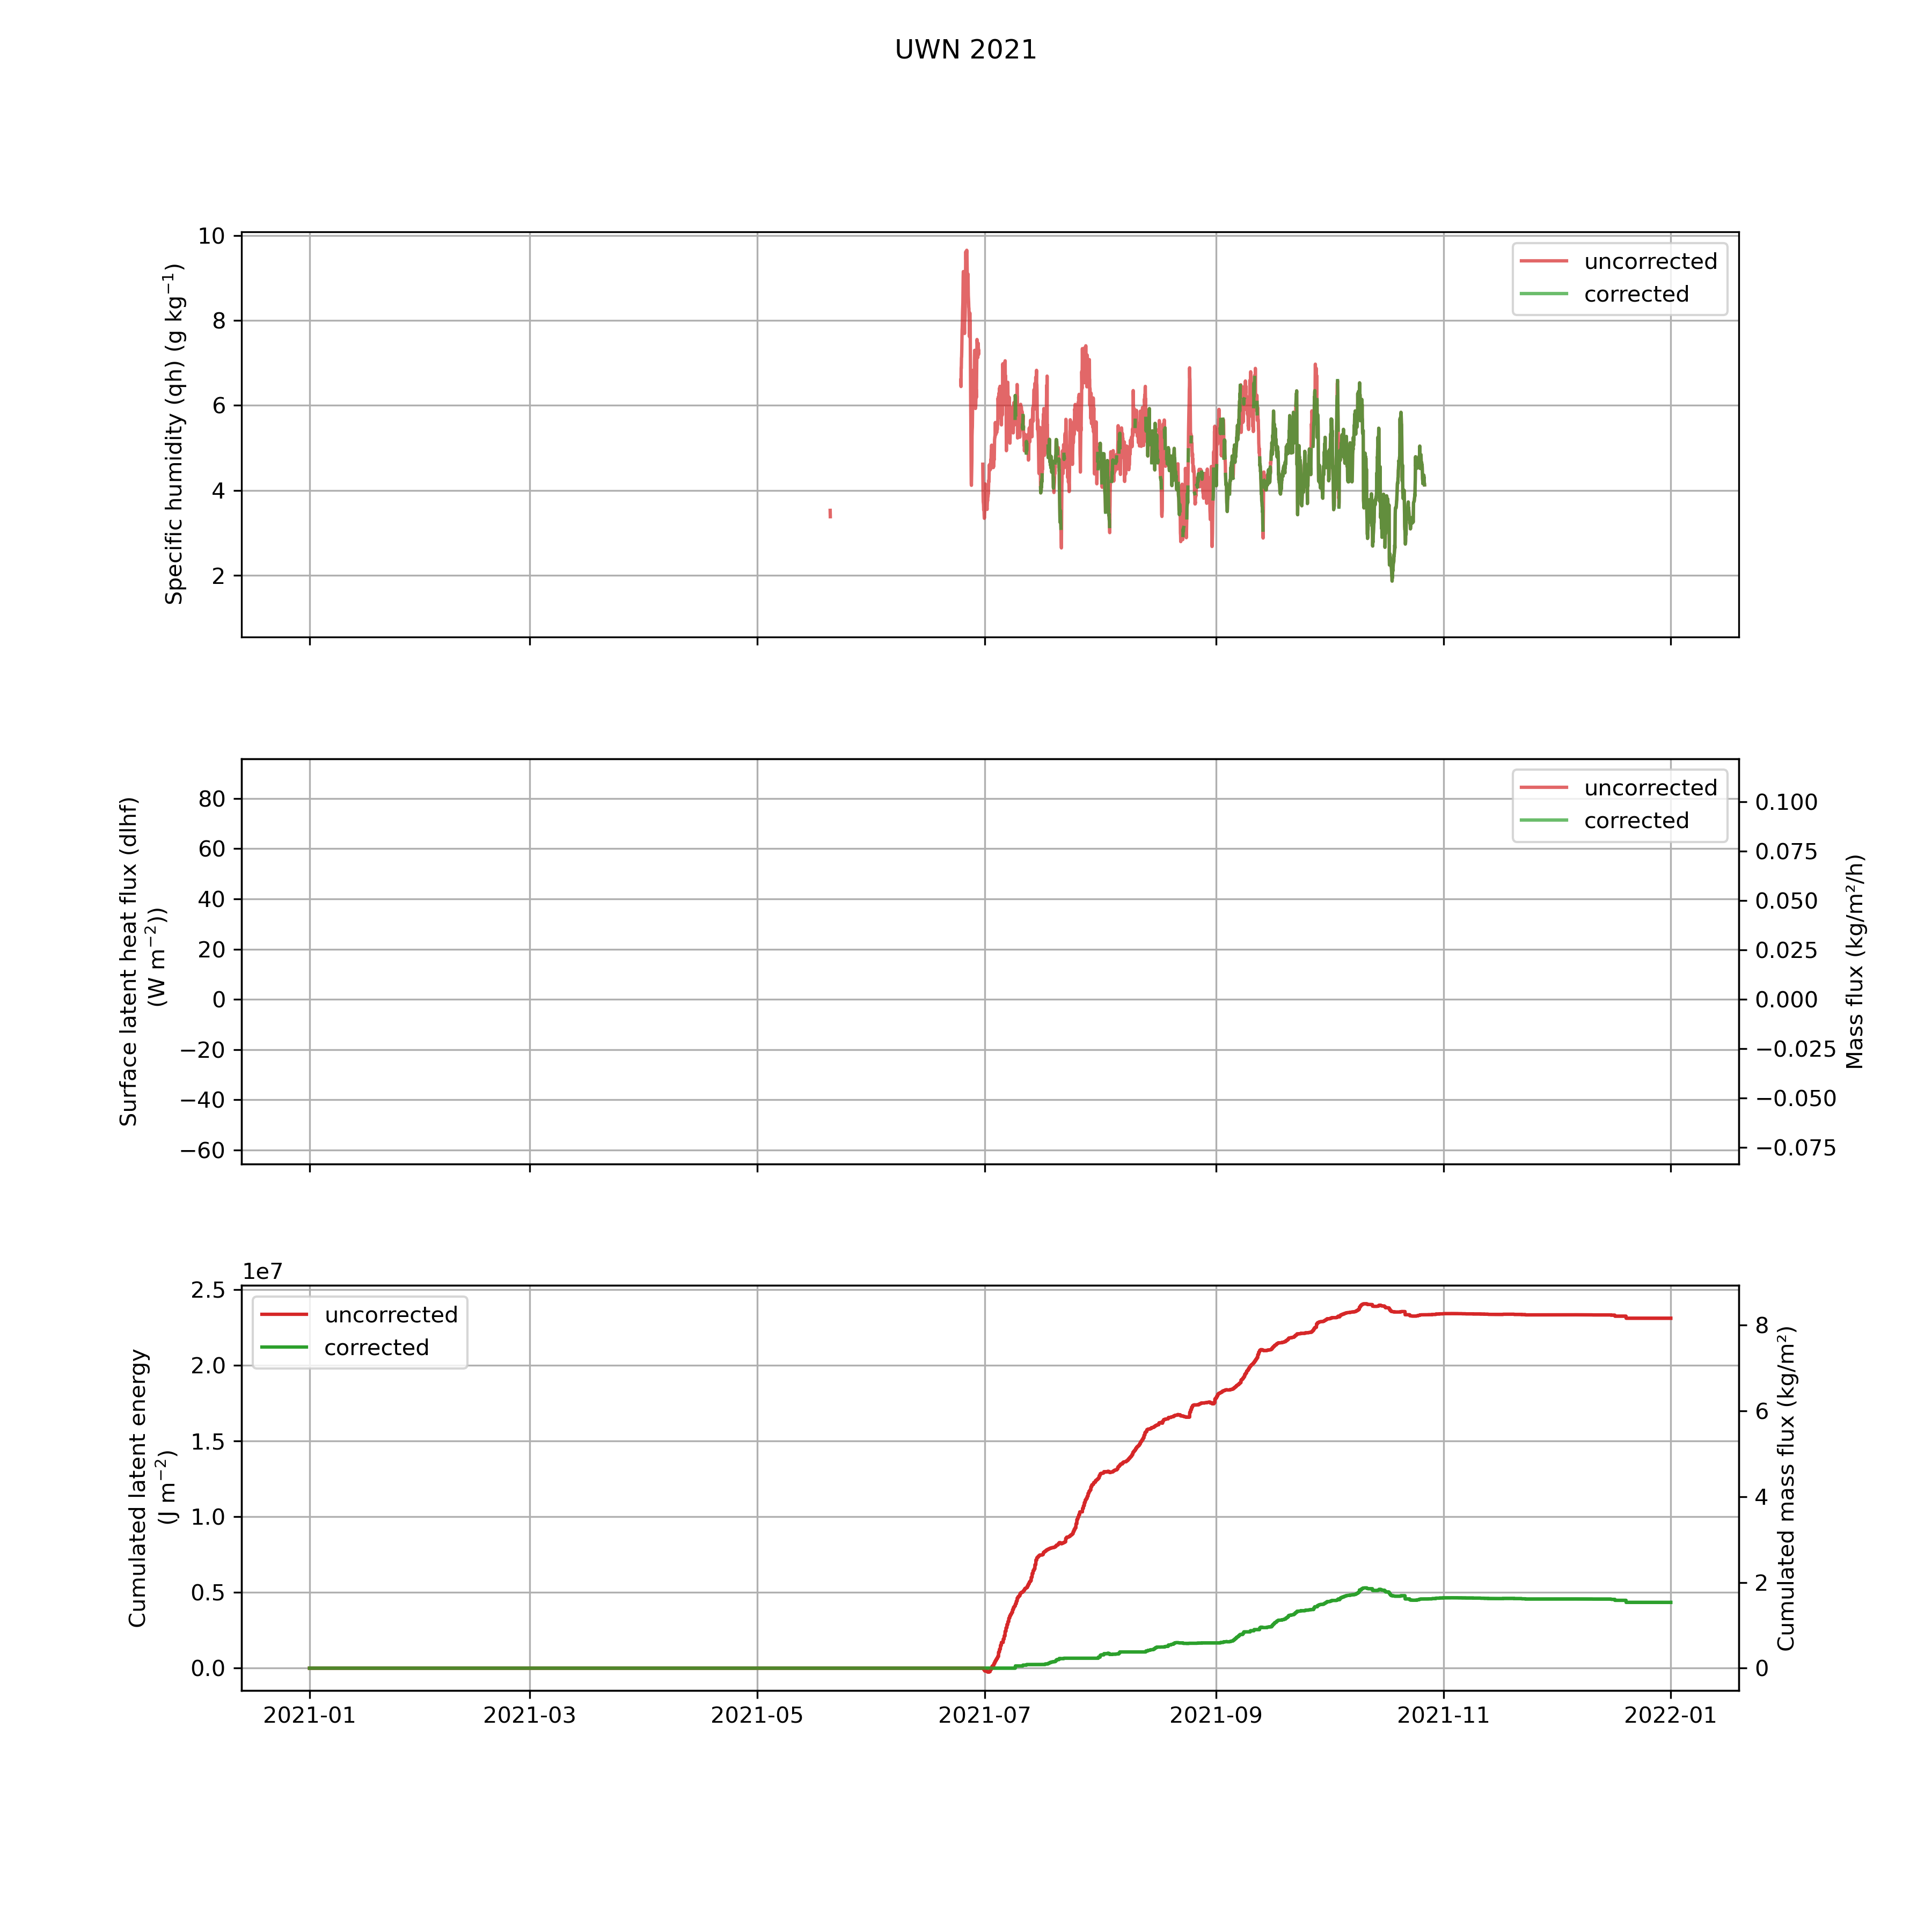 UWN 2021
10
8
6
4
2
Specific humidity (qh) (g kg⁻¹)
uncorrected
corrected
80
60
40
20
0
−20
−40
−60
Surface latent heat flux (dlhf)
(W m⁻²))
uncorrected
corrected
0.100
0.075
0.050
0.025
0.000
−0.025
−0.050
−0.075
Mass flux (kg/m²/h)
1e7
2.5
2.0
1.5
1.0
0.5
0.0
Cumulated latent energy
(J m⁻²)
uncorrected
corrected
8
6
4
2
0
Cumulated mass flux (kg/m²)
2021-01
2021-03
2021-05
2021-07
2021-09
2021-11
2022-01